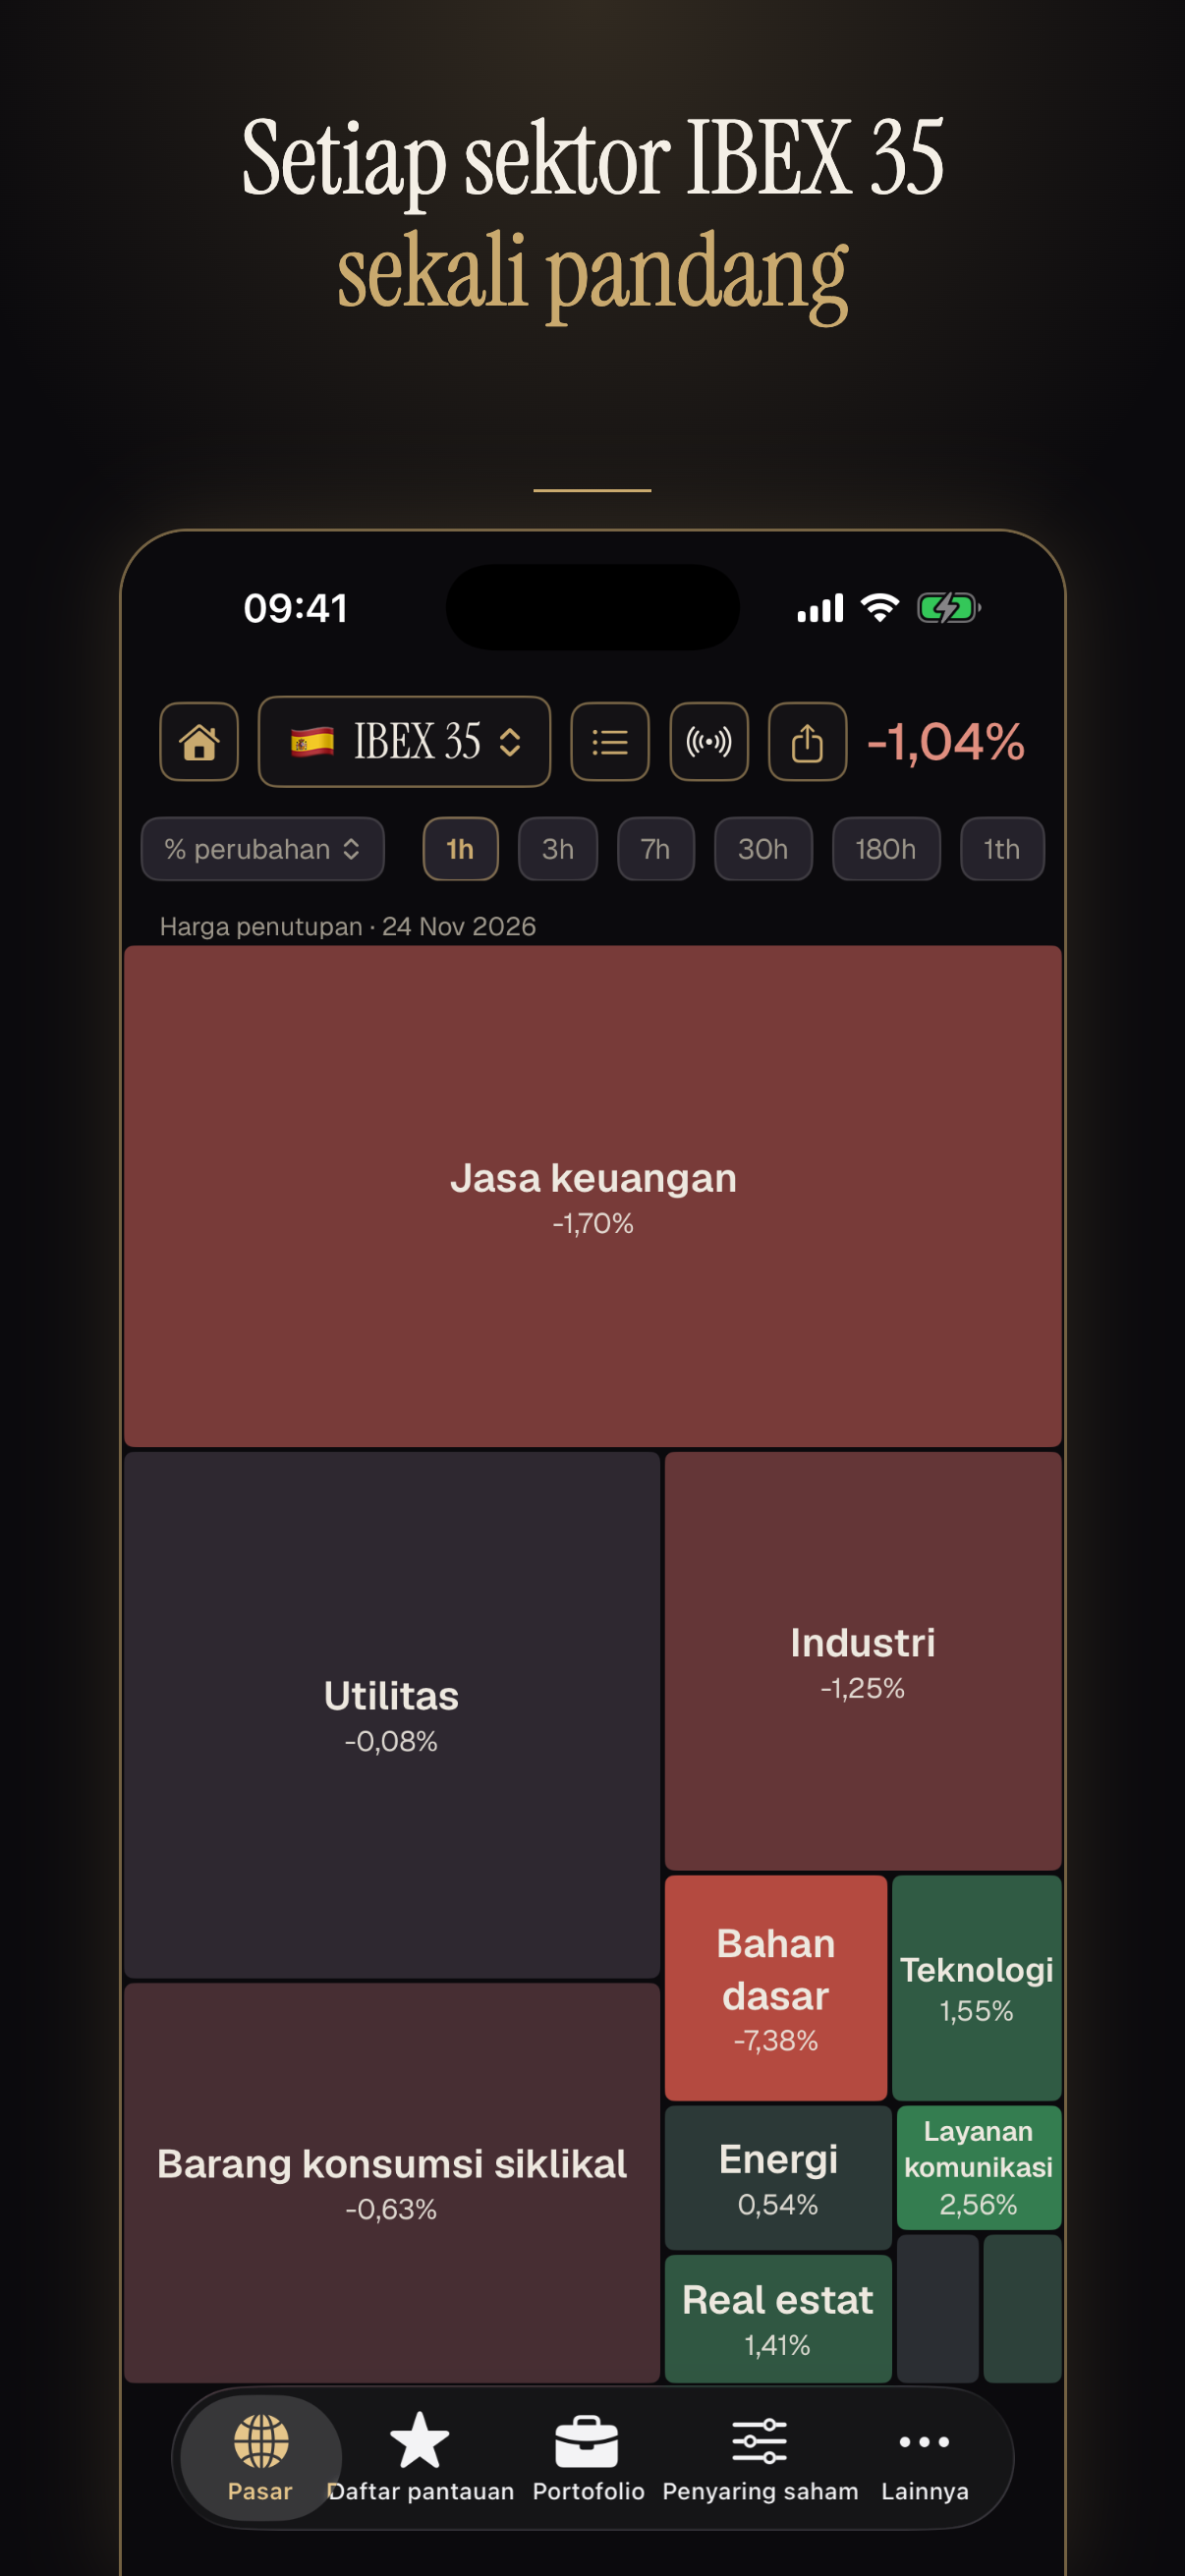 Setiap sektor IBEX 35
sekali pandang
09:41
IBEX 35
-1,04%
% perubahan
1h
3h
7h
30h
180h
1th
Harga penutupan · 24 Nov 2026
Jasa keuangan
-1,70%
Utilitas
-0,08%
Industri
-1,25%
Bahan
dasar
-7,38%
Teknologi
1,55%
Barang konsumsi siklikal
-0,63%
Energi
0,54%
Layanan
komunikasi
2,56%
Real estat
1,41%
Pasar
Daftar pantauan
Portofolio
Penyaring saham
Lainnya